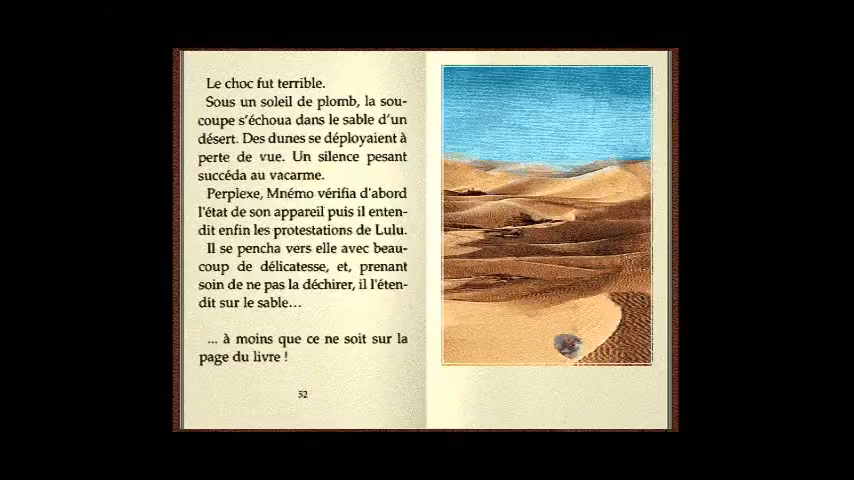 Le choc fut terrible.
Sous un soleil de plomb, la sou-
coupe s'échoua dans le sable d'un
désert. Des dunes se déployaient à
perte de vue. Un silence pesant
succéda au vacarme.
Perplexe, Mnémo vérifia d'abord
l'état de son appareil puis il enten-
dit enfin les protestations de Lulu.
Il se pencha vers elle avec beau-
coup de délicatesse, et, prenant
soin de ne pas la déchirer, il l'éten-
dit sur le sable...
... à moins que ce ne soit sur la
page du livre !
52